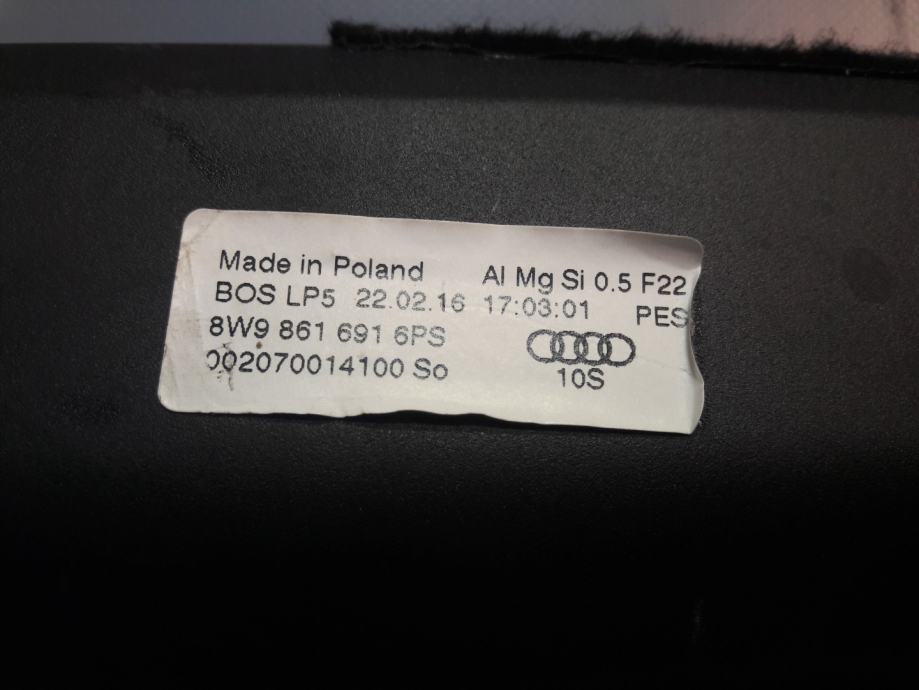 Made in Poland Al Mg Si 0.5 F22
BOS LP5 22.02.16 17:03:01 PES
8W9 861 691 6PS
002070014100 So
10S